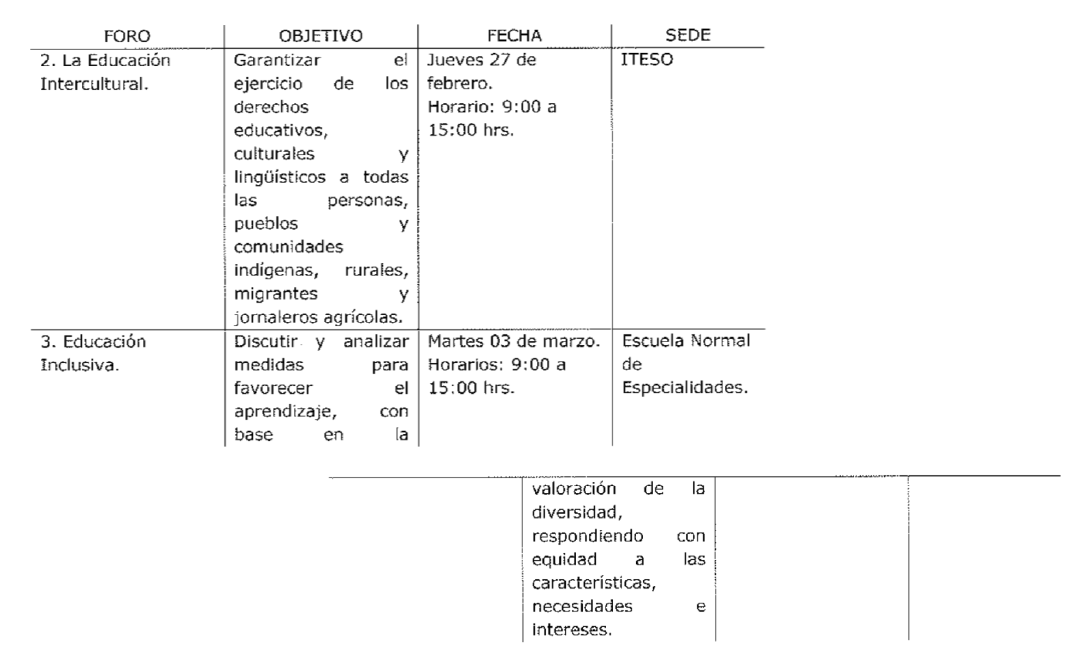 FORO OBJETIVO FECHA SEDE
2. La Educación Intercultural.
Garantizar el
ejercicio de los
derechos
educativos,
culturales y
lingüísticos a todas
las personas,
pueblos y
comunidades
indígenas, rurales,
migrantes y
jornaleros agrícolas.
Jueves 27 de
febrero.
Horario: 9:00 a
15:00 hrs.
ITESO
3. Educación
Inclusiva.
Discutir y analizar
medidas para
favorecer el
aprendizaje, con
base en la
Martes 03 de marzo.
Horarios: 9:00 a
15:00 hrs.
Escuela Normal
de
Especialidades.
valoración de la
diversidad,
respondiendo con
equidad a las
características,
necesidades e
intereses.